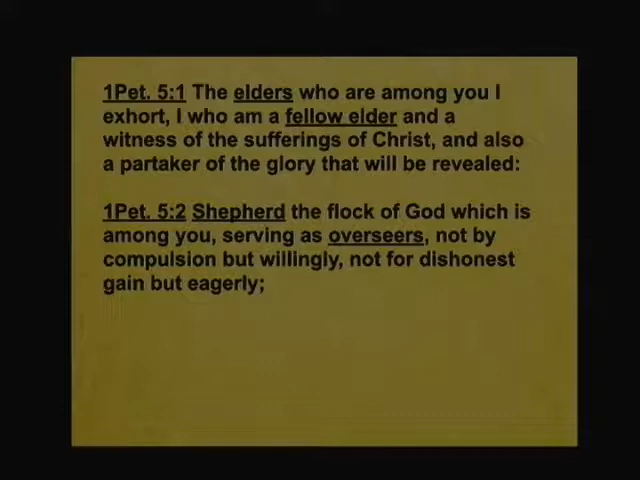 1Pet. 5:1 The elders who are among you I
exhort, I who am a fellow elder and a
witness of the sufferings of Christ, and also
a partaker of the glory that will be revealed:
1Pet. 5:2 Shepherd the flock of God which is
among you, serving as overseers, not by
compulsion but willingly, not for dishonest
gain but eagerly;